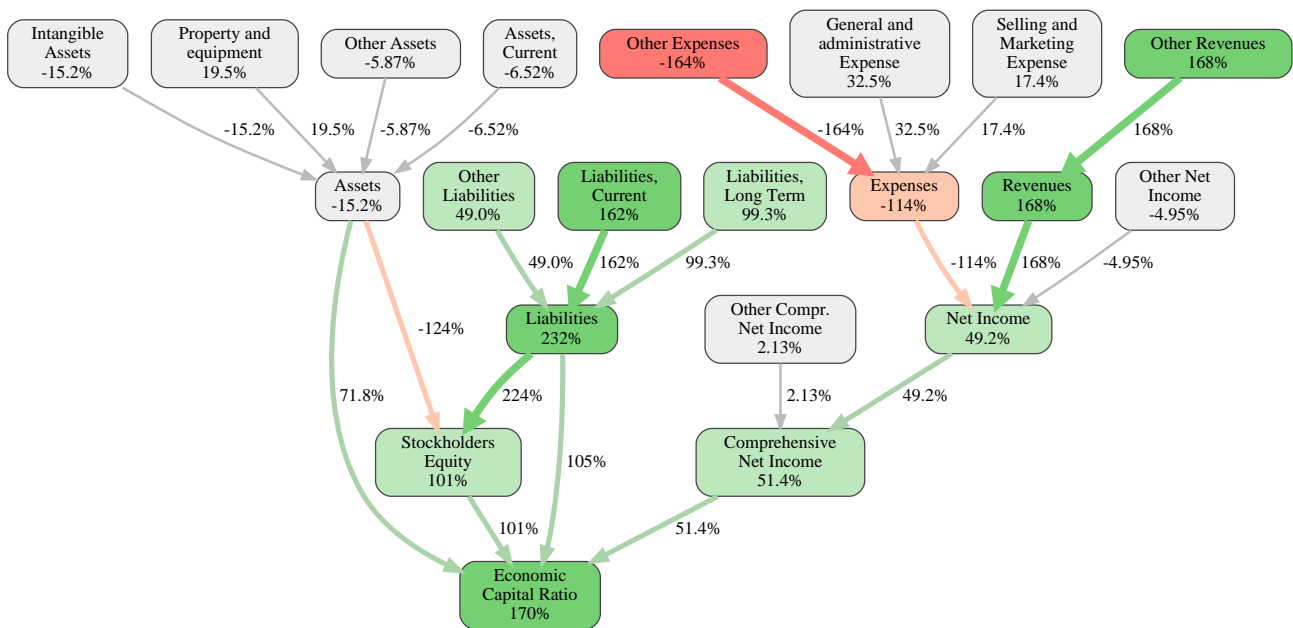 Intangible
Assets
-15.2%
Property and
equipment
19.5%
Other Assets
-5.87%
Assets,
Current
-6.52%
Other Expenses
-164%
General and
administrative
Expense
32.5%
Selling and
Marketing
Expense
17.4%
Other Revenues
168%
-15.2%
19.5%
-5.87%
-6.52%
-164%
32.5%
17.4%
168%
Assets
-15.2%
Other
Liabilities
49.0%
Liabilities,
Current
162%
Liabilities,
Long Term
99.3%
Expenses
-114%
Revenues
168%
Other Net
Income
-4.95%
49.0%
162%
99.3%
-114%
168%
-4.95%
Liabilities
232%
Other Compr.
Net Income
2.13%
Net Income
49.2%
-124%
71.8%
224%
2.13%
49.2%
Stockholders
Equity
101%
105%
Comprehensive
Net Income
51.4%
101%
51.4%
Economic
Capital Ratio
170%